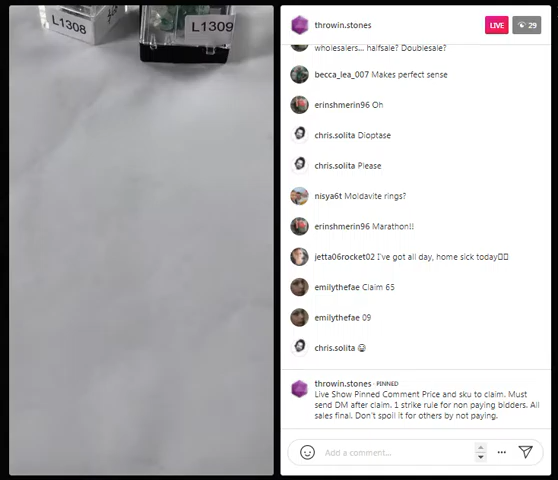 L1308
L1309
throwin.stones
LIVE
29
wholesalers... halfsale? Doublesale?
becca_lea_007 Makes perfect sense
erinshmerin96 Oh
chris.solita Dioptase
chris.solita Please
nisya6t Moldavite rings?
erinshmerin96 Marathon!!
jetta06rocket02 I've got all day, home sick today
emilythefae Claim 65
emilythefae 09
chris.solita 😂
throwin.stones · PINNED
Live Show Pinned Comment Price and sku to claim. Must
send DM after claim. 1 strike rule for non paying bidders. All
sales final. Don't spoil it for others by not paying.
Add a comment...